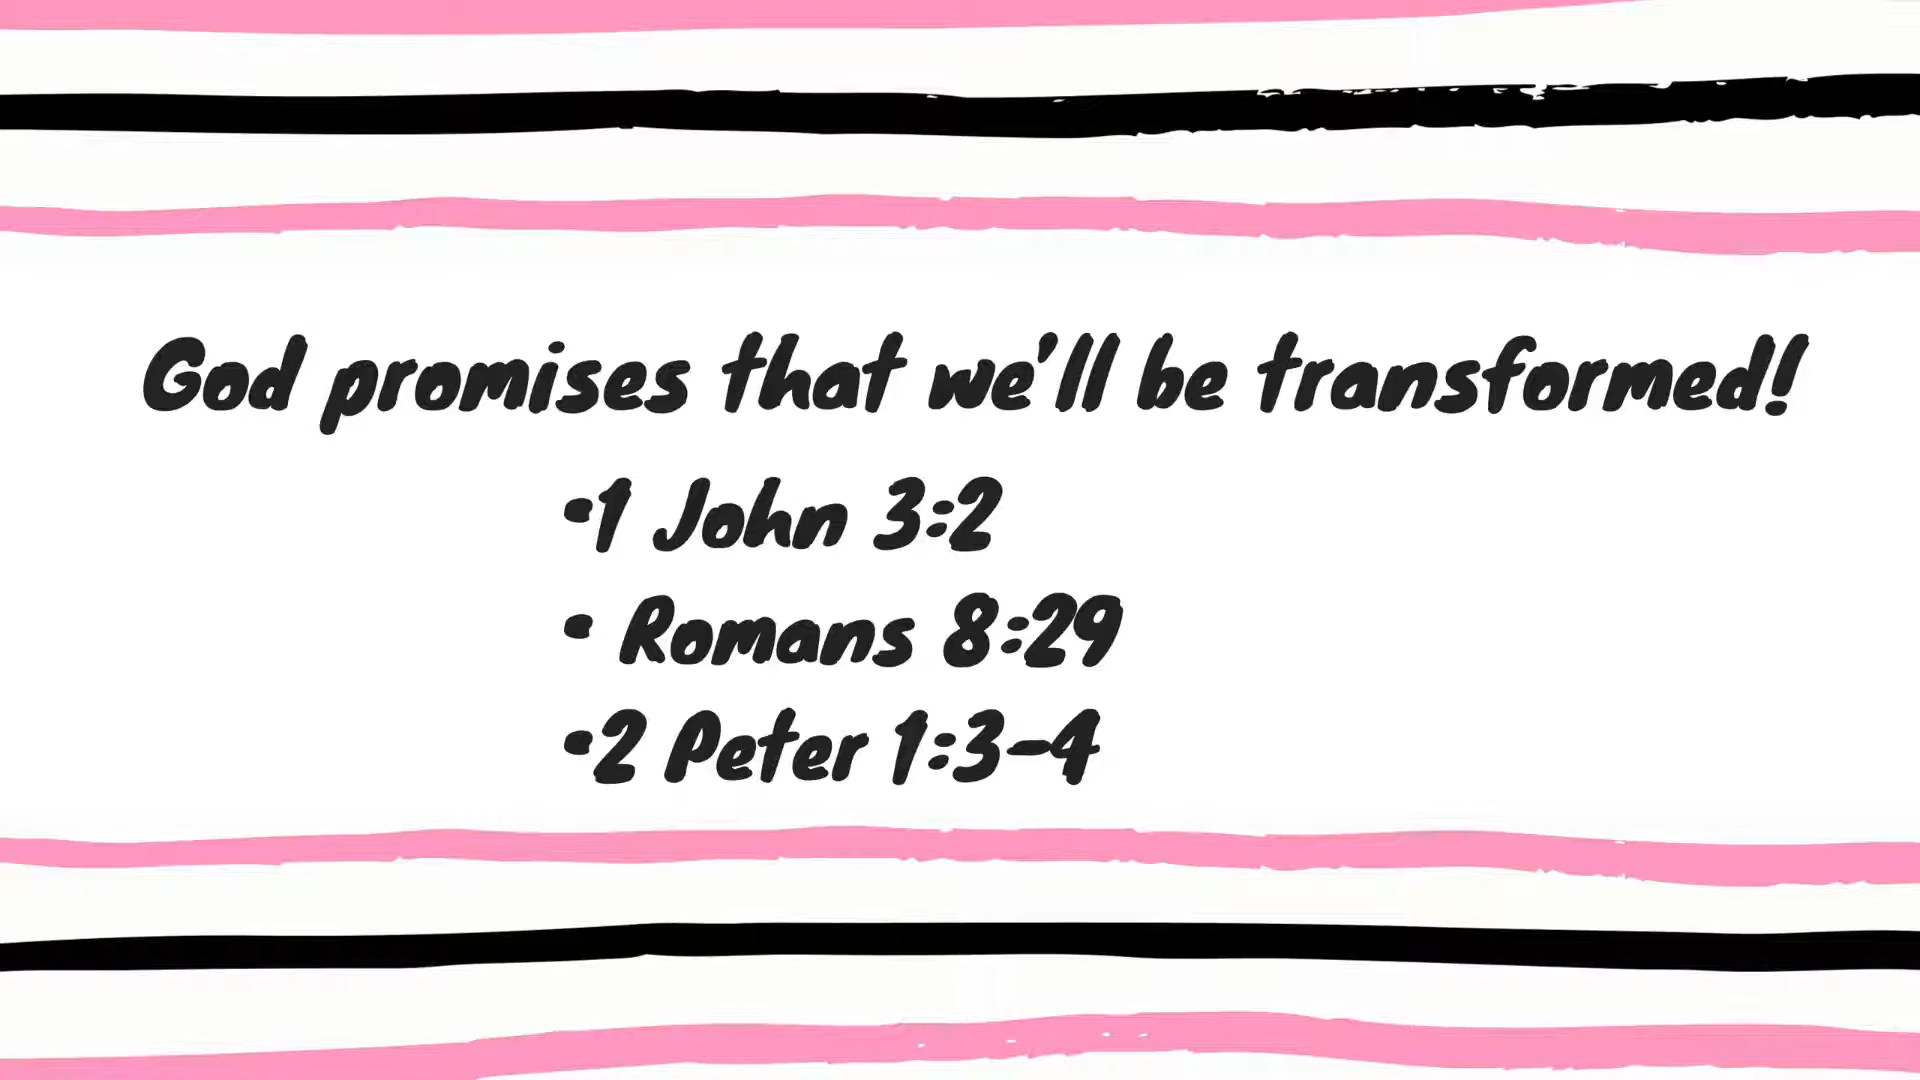 God promises that we'll be transformed!
•1 John 3:2
• Romans 8:29
•2 Peter 1:3-4